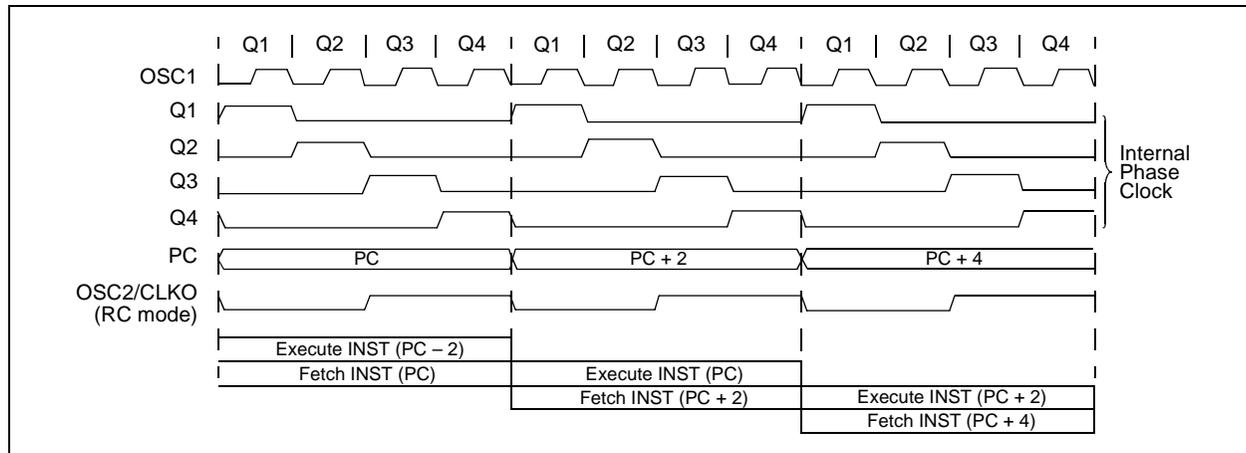 Q1 Q2 Q3 Q4 Q1 Q2 Q3 Q4 Q1 Q2 Q3 Q4
OSC1
Q1
Q2
Q3
Q4
Internal
Phase
Clock
PC PC PC + 2 PC + 4
OSC2/CLKO
(RC mode)
Execute INST (PC – 2)
Fetch INST (PC) Execute INST (PC)
Fetch INST (PC + 2) Execute INST (PC + 2)
Fetch INST (PC + 4)